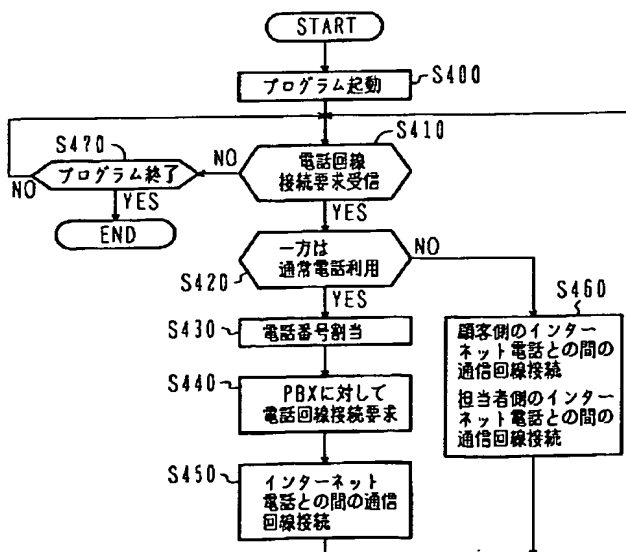 START
プログラム起動
S400
S410
電話回線
接続要求受信
NO
YES
S470
プログラム終了
NO
YES
END
S420
一方は
通常電話利用
NO
YES
S430
電話番号割当
S440
PBXに対して
電話回線接続要求
S450
インターネット
電話との間の通信
回線接続
S460
顧客側のインター
ネット電話との間の
通信回線接続
担当者側のインター
ネット電話との間の
通信回線接続